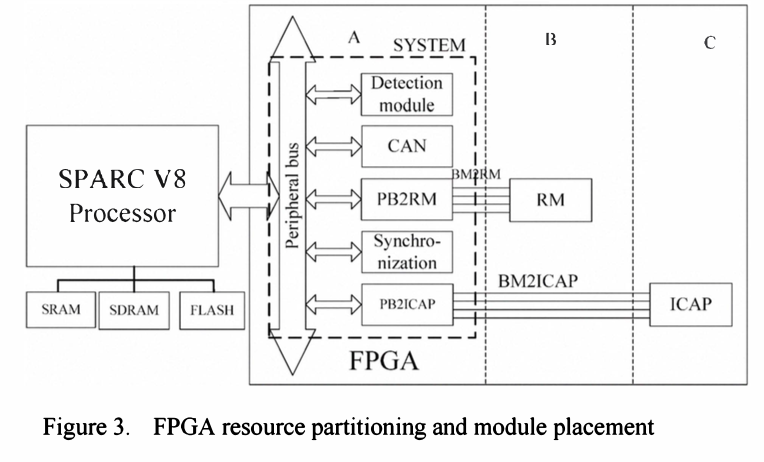 A
B
C
SYSTEM
Detection
module
CAN
BM2RM
SPARC V8
Processor
Peripheral bus
PB2RM
RM
Synchro-
nization
BM2ICAP
SRAM
SDRAM
FLASH
PB2ICAP
ICAP
FPGA
Figure 3. FPGA resource partitioning and module placement